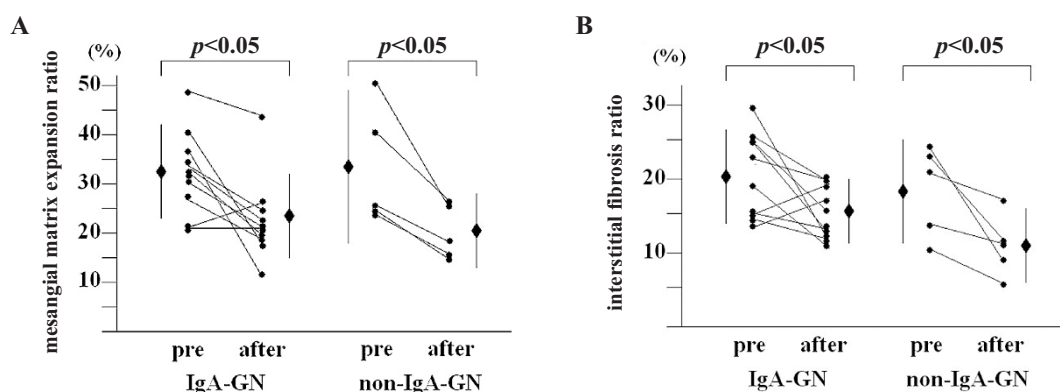 A
(%)
p<0.05
p<0.05
mesangial matrix expansion ratio
50
40
30
20
10
pre after pre after
IgA-GN non-IgA-GN
B
(%)
p<0.05
p<0.05
interstitial fibrosis ratio
30
20
10
pre after pre after
IgA-GN non-IgA-GN